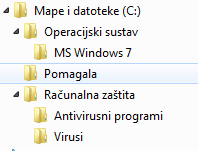 Mape i datoteke (C:)
Operacijski sustav
MS Windows 7
Pomagala
Računalna zaštita
Antivirusni programi
Virusi